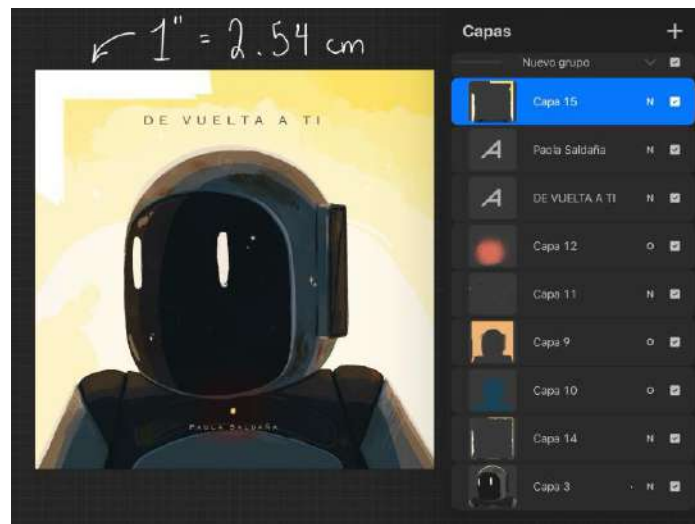 1" = 2.54 cm
DE VUELTA A TI
PAOLA SALDAÑA
Capas
Nuevo grupo
Capa 15 N
Paola Saldaña N
DE VUELTA A TI N
Capa 12 O
Capa 11 N
Capa 9 O
Capa 10 O
Capa 14 N
Capa 3 N